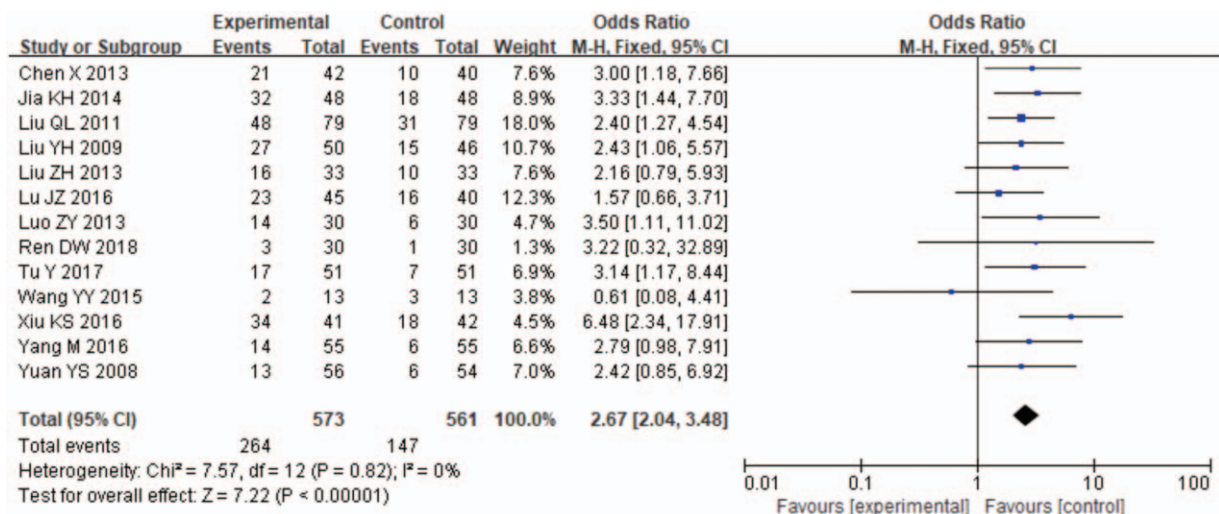 Experimental Control Odds Ratio Odds Ratio
Study or Subgroup Events Total Events Total Weight M-H, Fixed, 95% CI M-H, Fixed, 95% CI
Chen X 2013 21 42 10 40 7.6% 3.00 [1.18, 7.66]
Jia KH 2014 32 48 18 48 8.9% 3.33 [1.44, 7.70]
Liu QL 2011 48 79 31 79 18.0% 2.40 [1.27, 4.54]
Liu YH 2009 27 50 15 46 10.7% 2.43 [1.06, 5.57]
Liu ZH 2013 16 33 10 33 7.6% 2.16 [0.79, 5.93]
Lu JZ 2016 23 45 16 40 12.3% 1.57 [0.66, 3.71]
Luo ZY 2013 14 30 6 30 4.7% 3.50 [1.11, 11.02]
Ren DW 2018 3 30 1 30 1.3% 3.22 [0.32, 32.89]
Tu Y 2017 17 51 7 51 6.9% 3.14 [1.17, 8.44]
Wang YY 2015 2 13 3 13 3.8% 0.61 [0.08, 4.41]
Xiu KS 2016 34 41 18 42 4.5% 6.48 [2.34, 17.91]
Yang M 2016 14 55 6 55 6.6% 2.79 [0.98, 7.91]
Yuan YS 2008 13 56 6 54 7.0% 2.42 [0.85, 6.92]
Total (95% CI) 573 561 100.0% 2.67 [2.04, 3.48]
Total events 264 147
Heterogeneity: Chi² = 7.57, df = 12 (P = 0.82); I² = 0%
Test for overall effect: Z = 7.22 (P < 0.00001)
0.01 0.1 1 10 100
Favours [experimental] Favours [control]